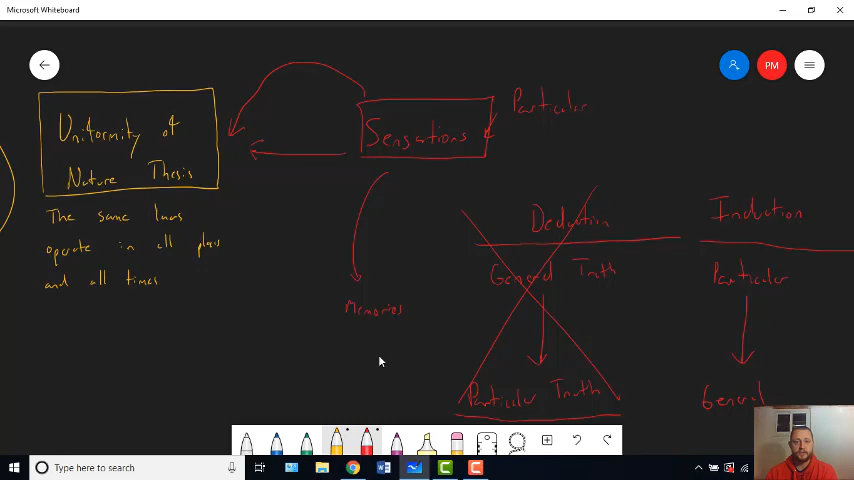 Microsoft Whiteboard
PM
Uniformity of
Nature Thesis
The same laws
operate in all places
and all times
Sensations
Particular
Memories
Deduction
General Truth
Particular Truth
Induction
Particular
General
Type here to search